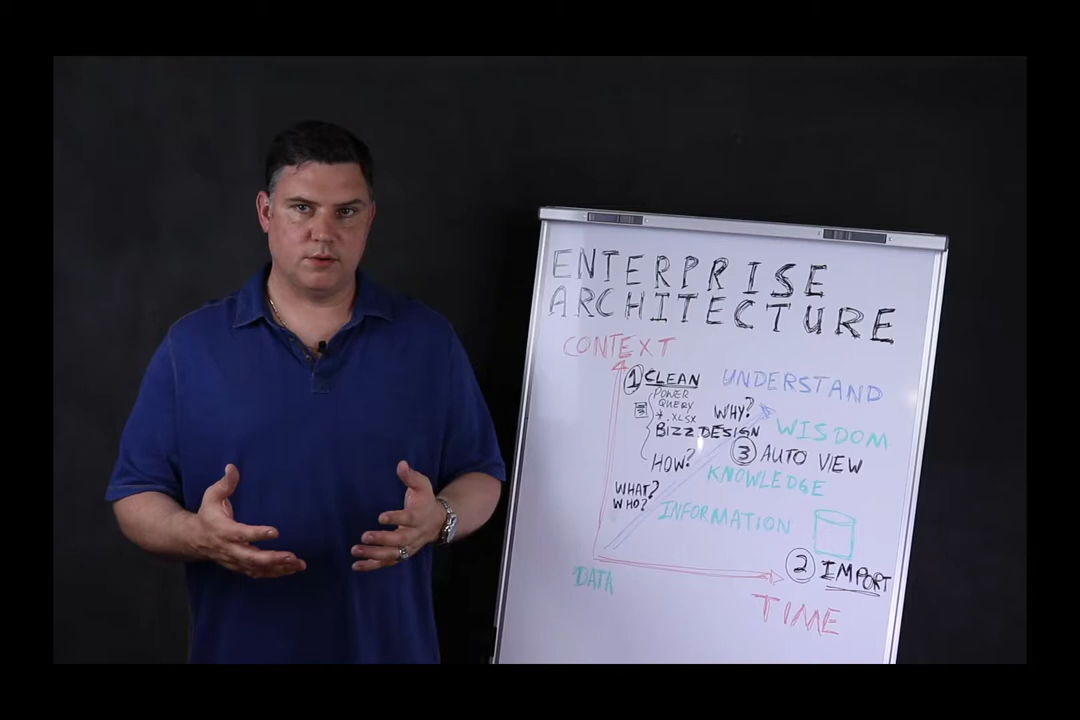 ENTERPRISE
ARCHITECTURE
CONTEXT
1 CLEAN
POWER
QUERY
*.XLSX
BIZZDESIGN
HOW?
WHAT?
WHO?
WHY?
UNDERSTAND
WISDOM
3 AUTO VIEW
KNOWLEDGE
INFORMATION
DATA
2 IMPORT
TIME